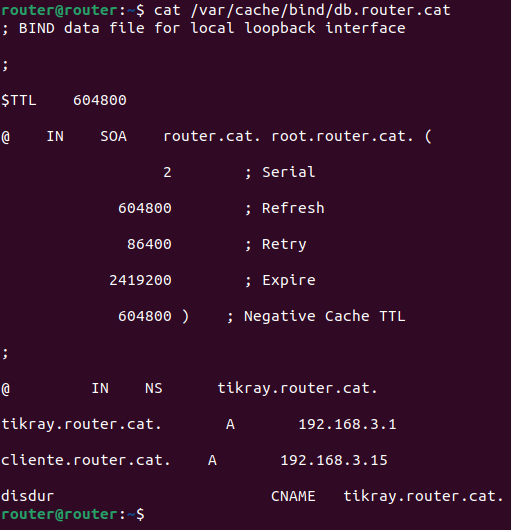 router@router:~$ cat /var/cache/bind/db.router.cat
; BIND data file for local loopback interface
;
$TTL    604800
@    IN    SOA    router.cat. root.router.cat. (
                  2        ; Serial
             604800        ; Refresh
              86400        ; Retry
            2419200        ; Expire
             604800 )    ; Negative Cache TTL
;
@         IN    NS      tikray.router.cat.
tikray.router.cat.       A       192.168.3.1
cliente.router.cat.    A       192.168.3.15
disdur                        CNAME   tikray.router.cat.
router@router:~$